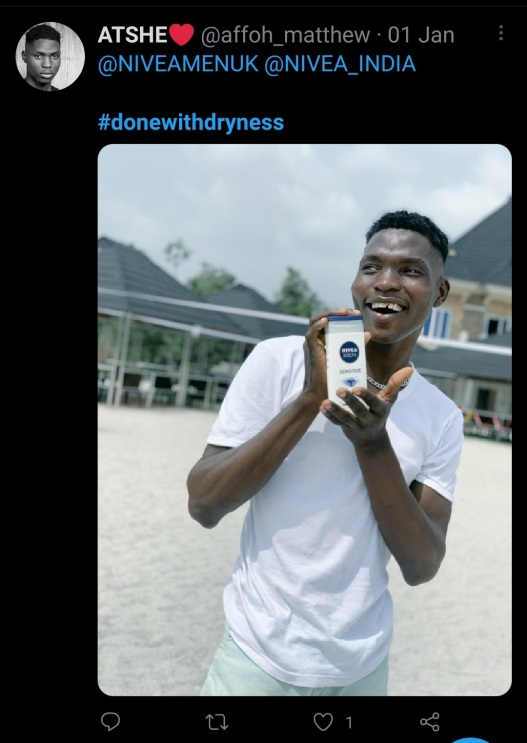 ATSHE❤️ @affoh_matthew · 01 Jan
@NIVEAMENUK @NIVEA_INDIA
#donewithdryness
NIVEA
MEN
SENSITIVE
1